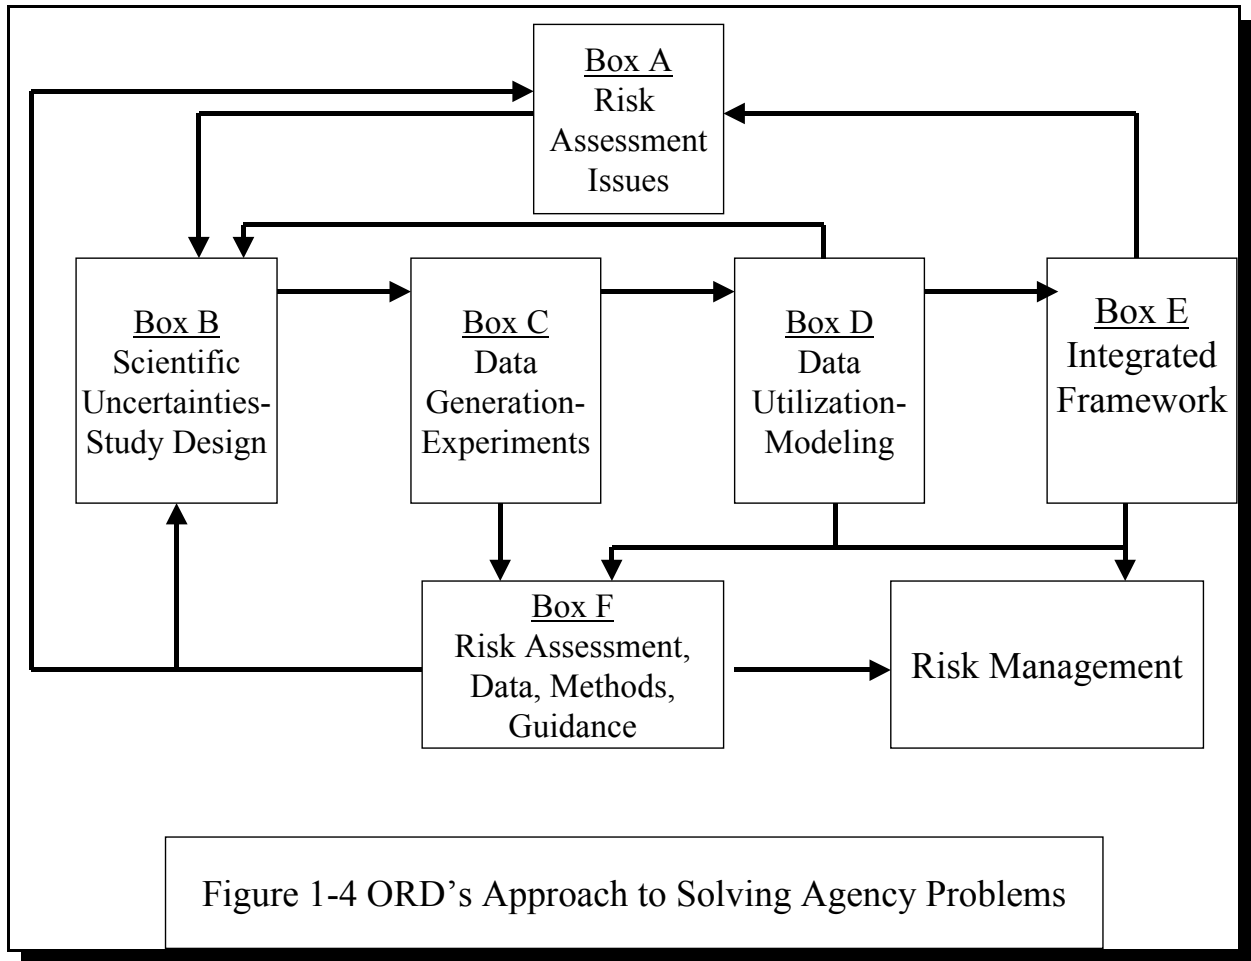 Box A
Risk
Assessment
Issues
Box B
Scientific
Uncertainties-
Study Design
Box C
Data
Generation-
Experiments
Box D
Data
Utilization-
Modeling
Box E
Integrated
Framework
Box F
Risk Assessment,
Data, Methods,
Guidance
Risk Management
Figure 1-4 ORD’s Approach to Solving Agency Problems